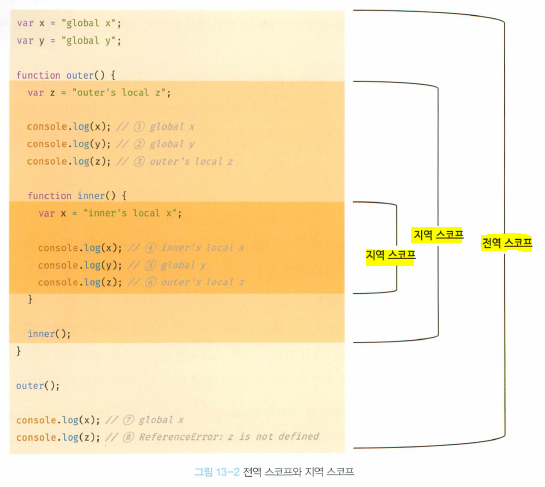 var x = "global x";
var y = "global y";
function outer() {
var z = "outer's local z";
console.log(x); // ① global x
console.log(y); // ② global y
console.log(z); // ③ outer's local z
function inner() {
var x = "inner's local x";
console.log(x); // ④ inner's local x
console.log(y); // ⑤ global y
console.log(z); // ⑥ outer's local z
}
inner();
}
outer();
console.log(x); // ⑦ global x
console.log(z); // ⑧ ReferenceError: z is not defined
지역 스코프
지역 스코프
전역 스코프
그림 13-2 전역 스코프와 지역 스코프